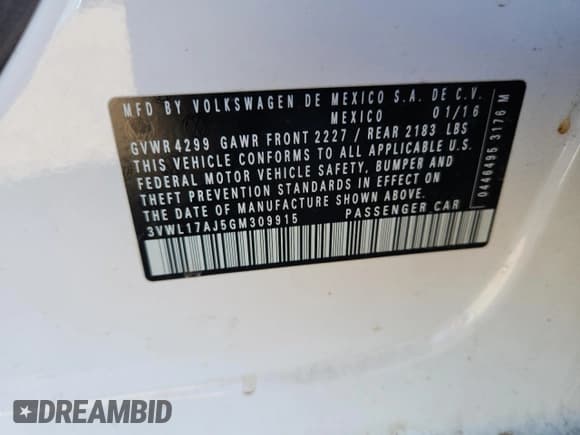 MFD BY VOLKSWAGEN DE MEXICO S.A. DE C.V.
MEXICO 01/16
GVWR 4299 GAWR FRONT 2227 / REAR 2183 LBS
THIS VEHICLE CONFORMS TO ALL APPLICABLE U.S.
FEDERAL MOTOR VEHICLE SAFETY, BUMPER AND
THEFT PREVENTION STANDARDS IN EFFECT ON
THE DATE OF MANUFACTURE SHOWN ABOVE.
3VWL17AJ5GM309915 PASSENGER CAR
0446495 3176 M
DREAMBID